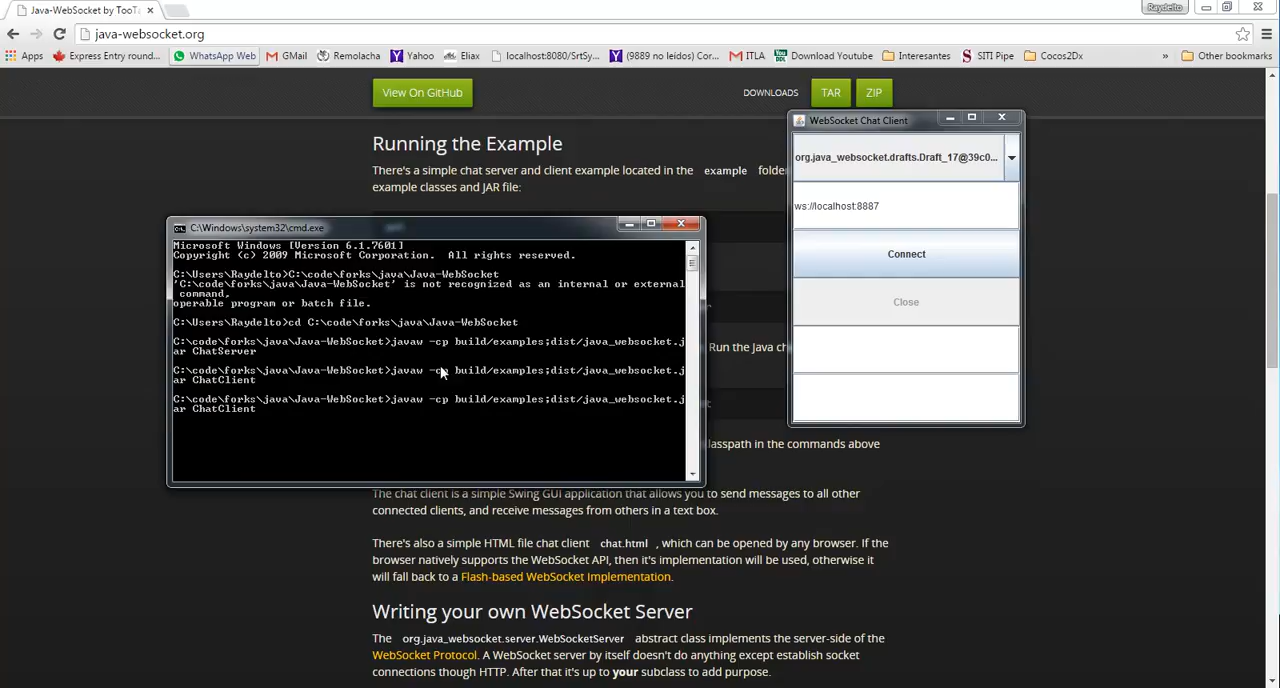 Java-WebSocket by TooT
Raydelto
java-websocket.org
Apps
Express Entry round...
WhatsApp Web
GMail
Remolacha
Yahoo
Eliax
localhost:8080/SrtSy...
(9889 no leídos) Cor...
ITLA
Download Youtube
Interesantes
SITI Pipe
Cocos2Dx
»
Other bookmarks
View On GitHub
DOWNLOADS
TAR
ZIP
Running the Example
There's a simple chat server and client example located in the example folde
example classes and JAR file:
WebSocket Chat Client
org.java_websocket.drafts.Draft_17@39c0...
ws://localhost:8887
Connect
Close
C:\Windows\system32\cmd.exe
Microsoft Windows [Version 6.1.7601]
Copyright (c) 2009 Microsoft Corporation. All rights reserved.
C:\Users\Raydelto>C:\code\forks\java\Java-WebSocket
'C:\code\forks\java\Java-WebSocket' is not recognized as an internal or external
command,
operable program or batch file.
C:\Users\Raydelto>cd C:\code\forks\java\Java-WebSocket
C:\code\forks\java\Java-WebSocket>javaw -cp build/examples;dist/java_websocket.j
ar ChatServer
C:\code\forks\java\Java-WebSocket>javaw -cp build/examples;dist/java_websocket.j
ar ChatClient
C:\code\forks\java\Java-WebSocket>javaw -cp build/examples;dist/java_websocket.j
ar ChatClient
Run the Java ch
lasspath in the commands above
The chat client is a simple Swing GUI application that allows you to send messages to all other
connected clients, and receive messages from others in a text box.
There's also a simple HTML file chat client chat.html , which can be opened by any browser. If the
browser natively supports the WebSocket API, then it's implementation will be used, otherwise it
will fall back to a Flash-based WebSocket Implementation.
Writing your own WebSocket Server
The org.java_websocket.server.WebSocketServer abstract class implements the server-side of the
WebSocket Protocol. A WebSocket server by itself doesn't do anything except establish socket
connections though HTTP. After that it's up to your subclass to add purpose.